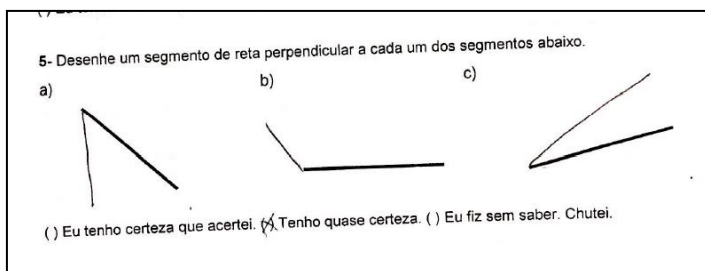 5- Desenhe um segmento de reta perpendicular a cada um dos segmentos abaixo.
a)
b)
c)
( ) Eu tenho certeza que acertei. (X) Tenho quase certeza. ( ) Eu fiz sem saber. Chutei.